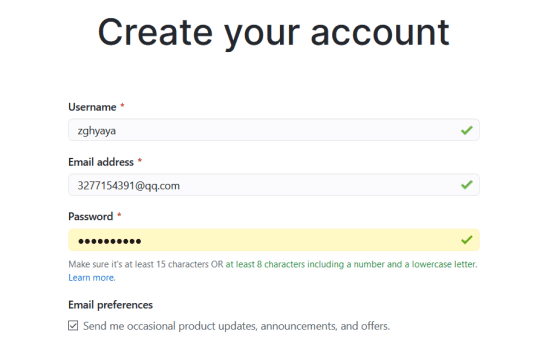 Create your account
Username *
zghyaya
Email address *
3277154391@qq.com
Password *
●●●●●●●●●●
Make sure it's at least 15 characters OR at least 8 characters including a number and a lowercase letter.
Learn more.
Email preferences
Send me occasional product updates, announcements, and offers.